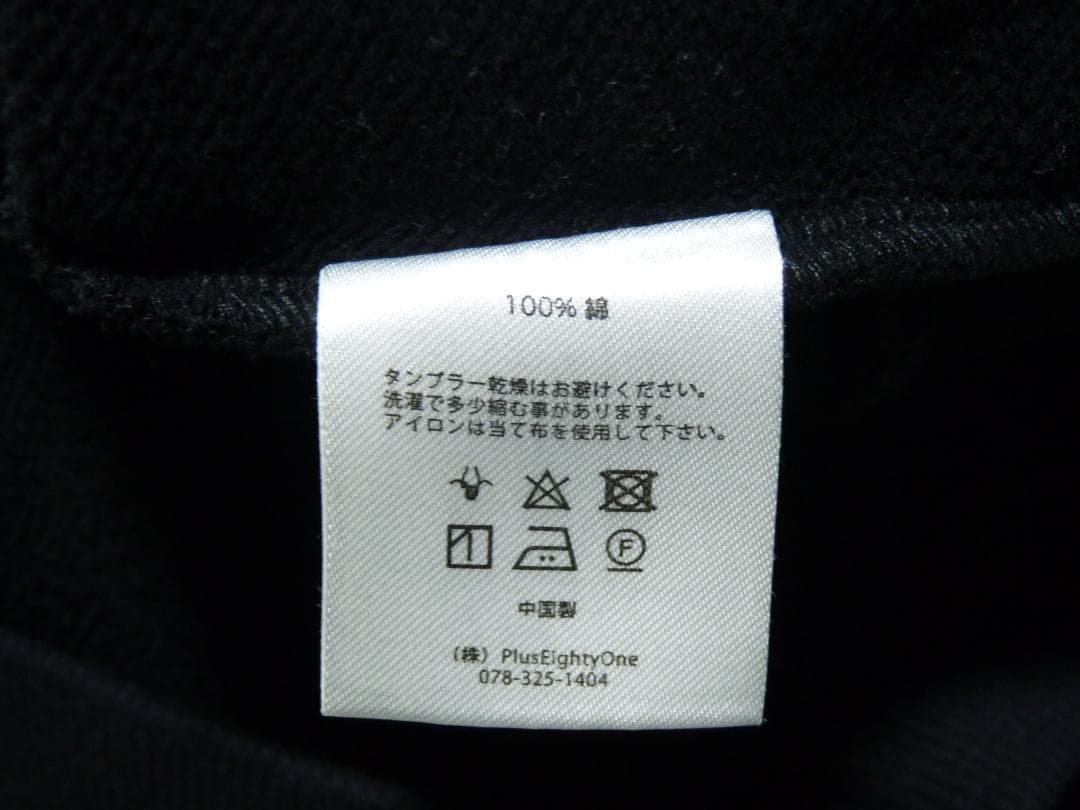 100% 綿
タンブラー乾燥はお避けください。
洗濯で多少縮む事があります。
アイロンは当て布を使用して下さい。
F
中国製
（株）PlusEightyOne
078-325-1404